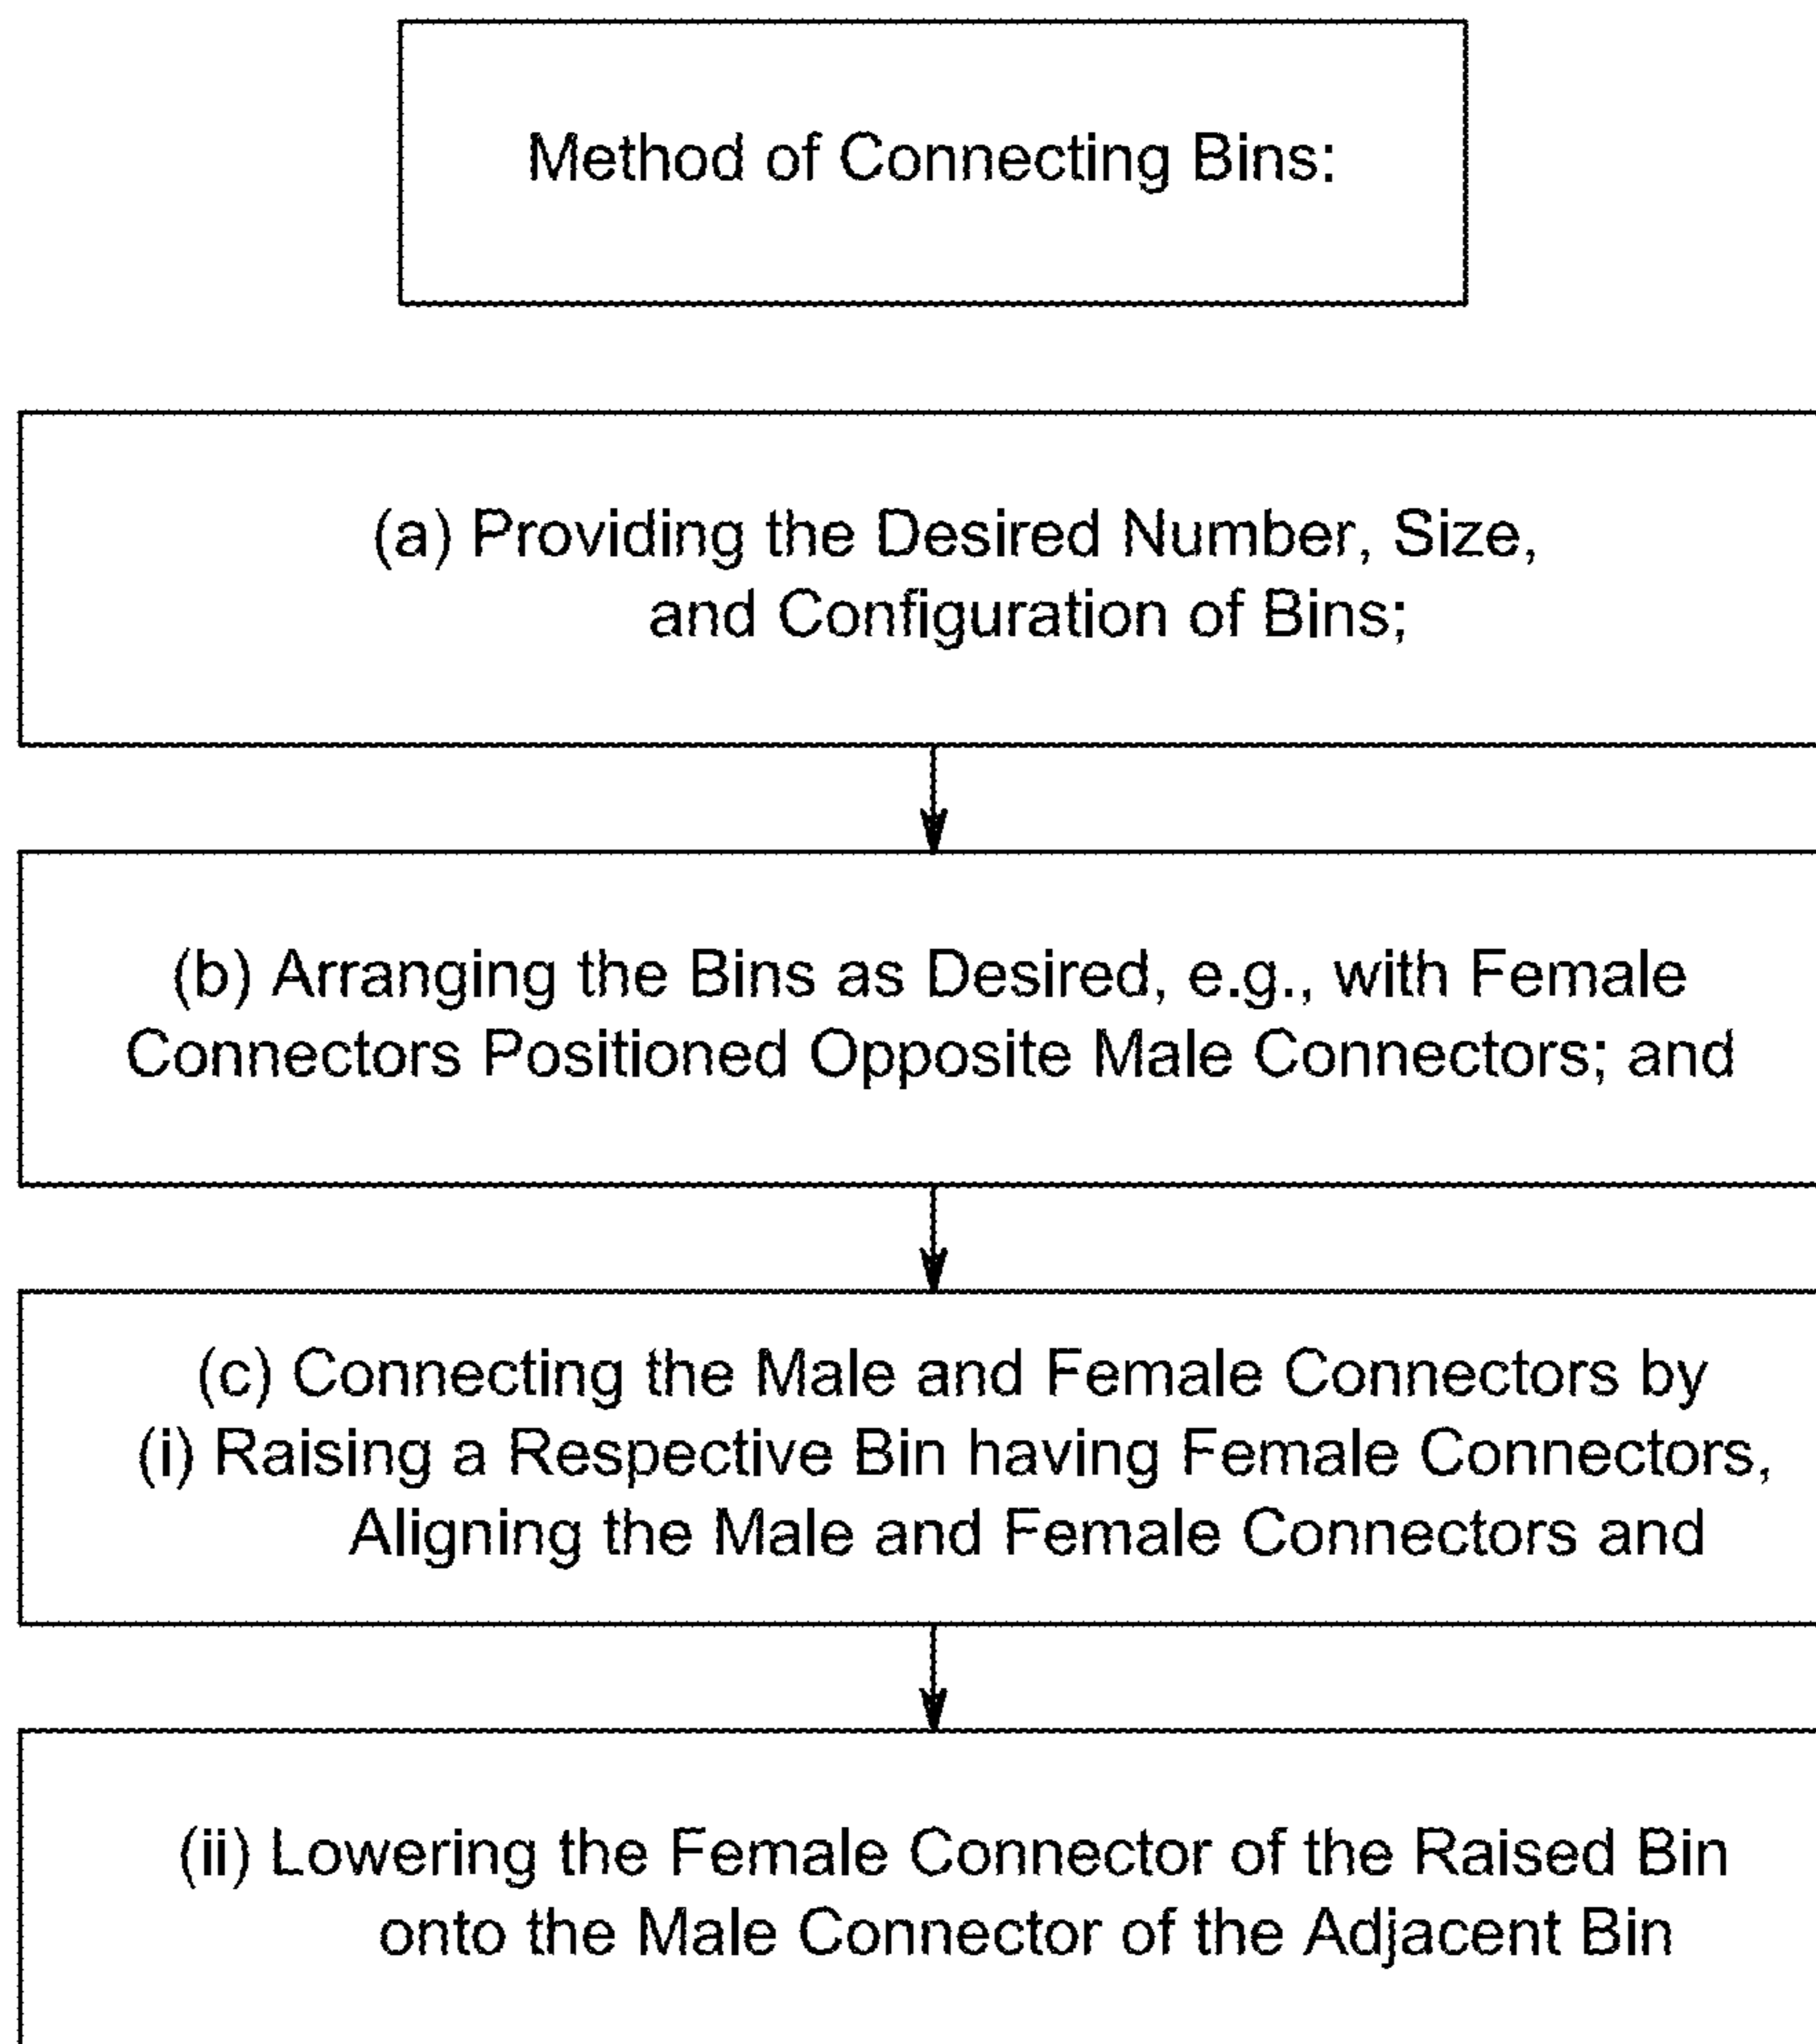 Method of Connecting Bins:
(a) Providing the Desired Number, Size,
and Configuration of Bins;
(b) Arranging the Bins as Desired, e.g., with Female
Connectors Positioned Opposite Male Connectors; and
(c) Connecting the Male and Female Connectors by
(i) Raising a Respective Bin having Female Connectors,
Aligning the Male and Female Connectors and
(ii) Lowering the Female Connector of the Raised Bin
onto the Male Connector of the Adjacent Bin